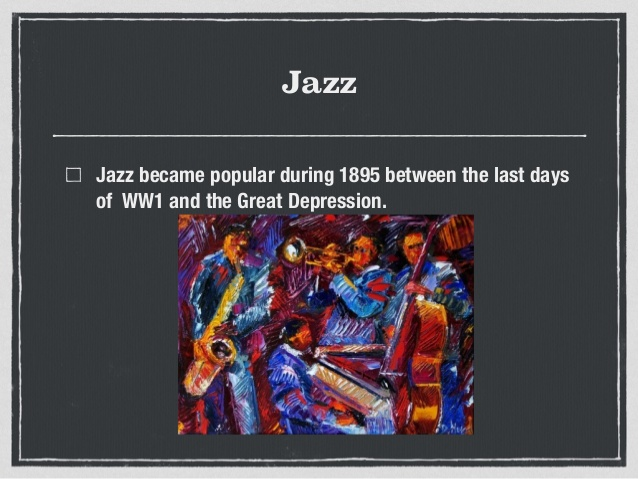 Jazz
Jazz became popular during 1895 between the last days
of WW1 and the Great Depression.